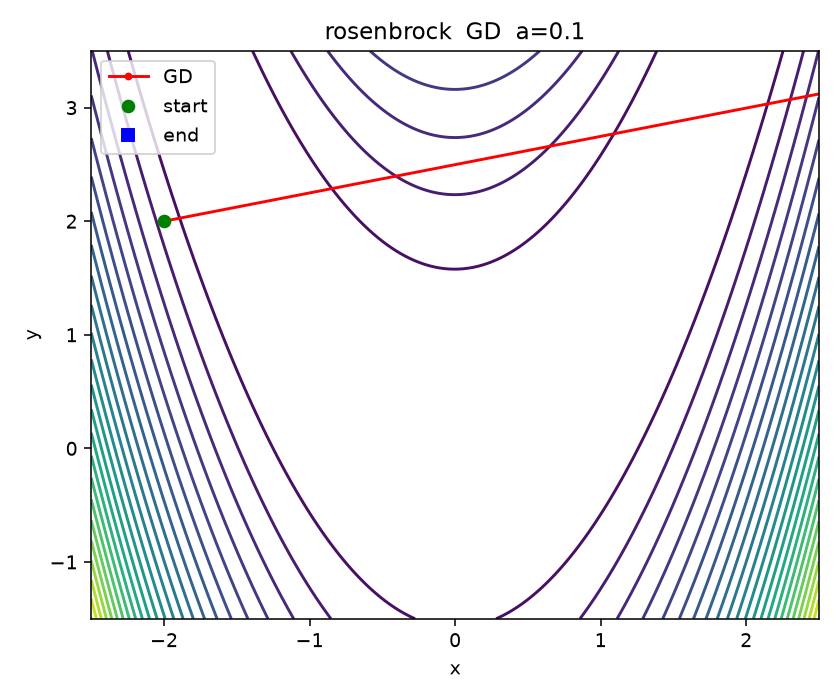 rosenbrock  GD  a=0.1
GD
start
end
3
2
1
0
−1
y
−2
−1
0
1
2
x